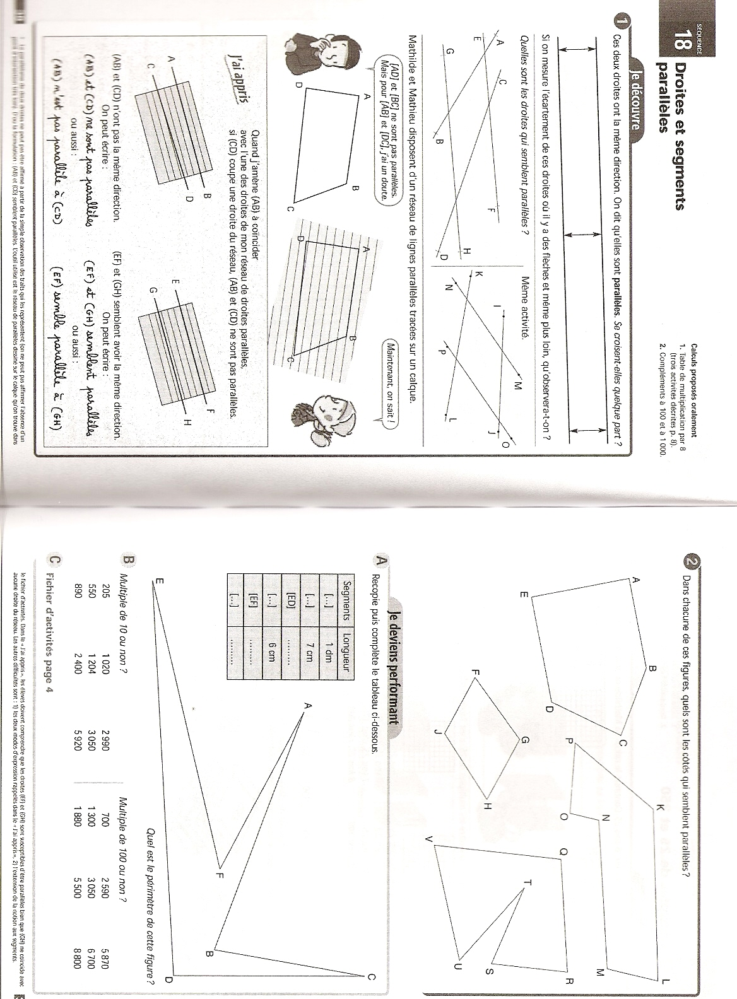 SÉQUENCE
18
Droites et segments
parallèles
Calculs proposés oralement
1. Table de multiplication par 8
(trois activités décrites p. 8).
2. Compléments à 100 et à 1 000.
Je découvre
1 Ces deux droites ont la même direction. On dit qu'elles sont parallèles. Se croisent-elles quelque part ?
Si on mesure l'écartement de ces droites où il y a des flèches et même plus loin, qu'observera-t-on ?
Quelles sont les droites qui semblent parallèles ?
Même activité.
A
C
E
F
G
H
B
D
K
I
M
N
P
L
J
O
Mathilde et Mathieu disposent d'un réseau de lignes parallèles tracées sur un calque.
[AD] et [BC] ne sont pas parallèles.
Mais pour [AB] et [DC], j'ai un doute.
Maintenant, on sait !
A
B
D
C
A
B
D
C
J'ai appris
Quand j'amène (AB) à coïncider
avec l'une des droites de mon réseau de droites parallèles,
si (CD) coupe une droite du réseau, (AB) et (CD) ne sont pas parallèles.
A
B
C
D
E
F
G
H
(AB) et (CD) n'ont pas la même direction.
On peut écrire :
(AB) et (CD) ne sont pas parallèles
ou aussi :
(AB) n'est pas parallèle à (CD)
(EF) et (GH) semblent avoir la même direction.
On peut écrire :
(EF) et (GH) semblent parallèles
ou aussi :
(EF) semble parallèle à (GH)
1. Le parallélisme de deux droites ne peut pas être affirmé à partir de la simple observation des traits qui les représentent (on ne peut pas affirmer l'absence d'un
point d'intersection très loin). D'où la formulation : (AB) et (CD) semblent parallèles. L'outil utilisé est le réseau de parallèles dessiné sur le calque qu'on trouve dans
2 Dans chacune de ces figures, quels sont les côtés qui semblent parallèles ?
A
B
C
D
E
F
G
H
J
K
L
M
N
O
P
Q
R
S
T
U
V
Je deviens performant
A Recopie puis complète le tableau ci-dessous.
Segments Longueur
[...] 1 dm
[...] 7 cm
[ED] .........
[...] 6 cm
[EF] .........
[...] .........
A
B
C
D
E
F
Quel est le périmètre de cette figure ?
B Multiple de 10 ou non ?
205 1 020 2 990
550 1 204 3 050
890 2 400 5 920
Multiple de 100 ou non ?
700 2 590 5 870
1 300 3 050 6 700
1 880 5 500 8 800
C Fichier d'activités page 4
le fichier d'activités. Dans le « J'ai appris », les élèves doivent comprendre que les droites (EF) et (GH) sont susceptibles d'être parallèles bien que (GH) ne coïncide avec
aucune droite du réseau. Les autres difficultés sont : 1) les deux modes d'expression rappelés dans le « J'ai appris ». 2) l'extension de la notion aux segments.